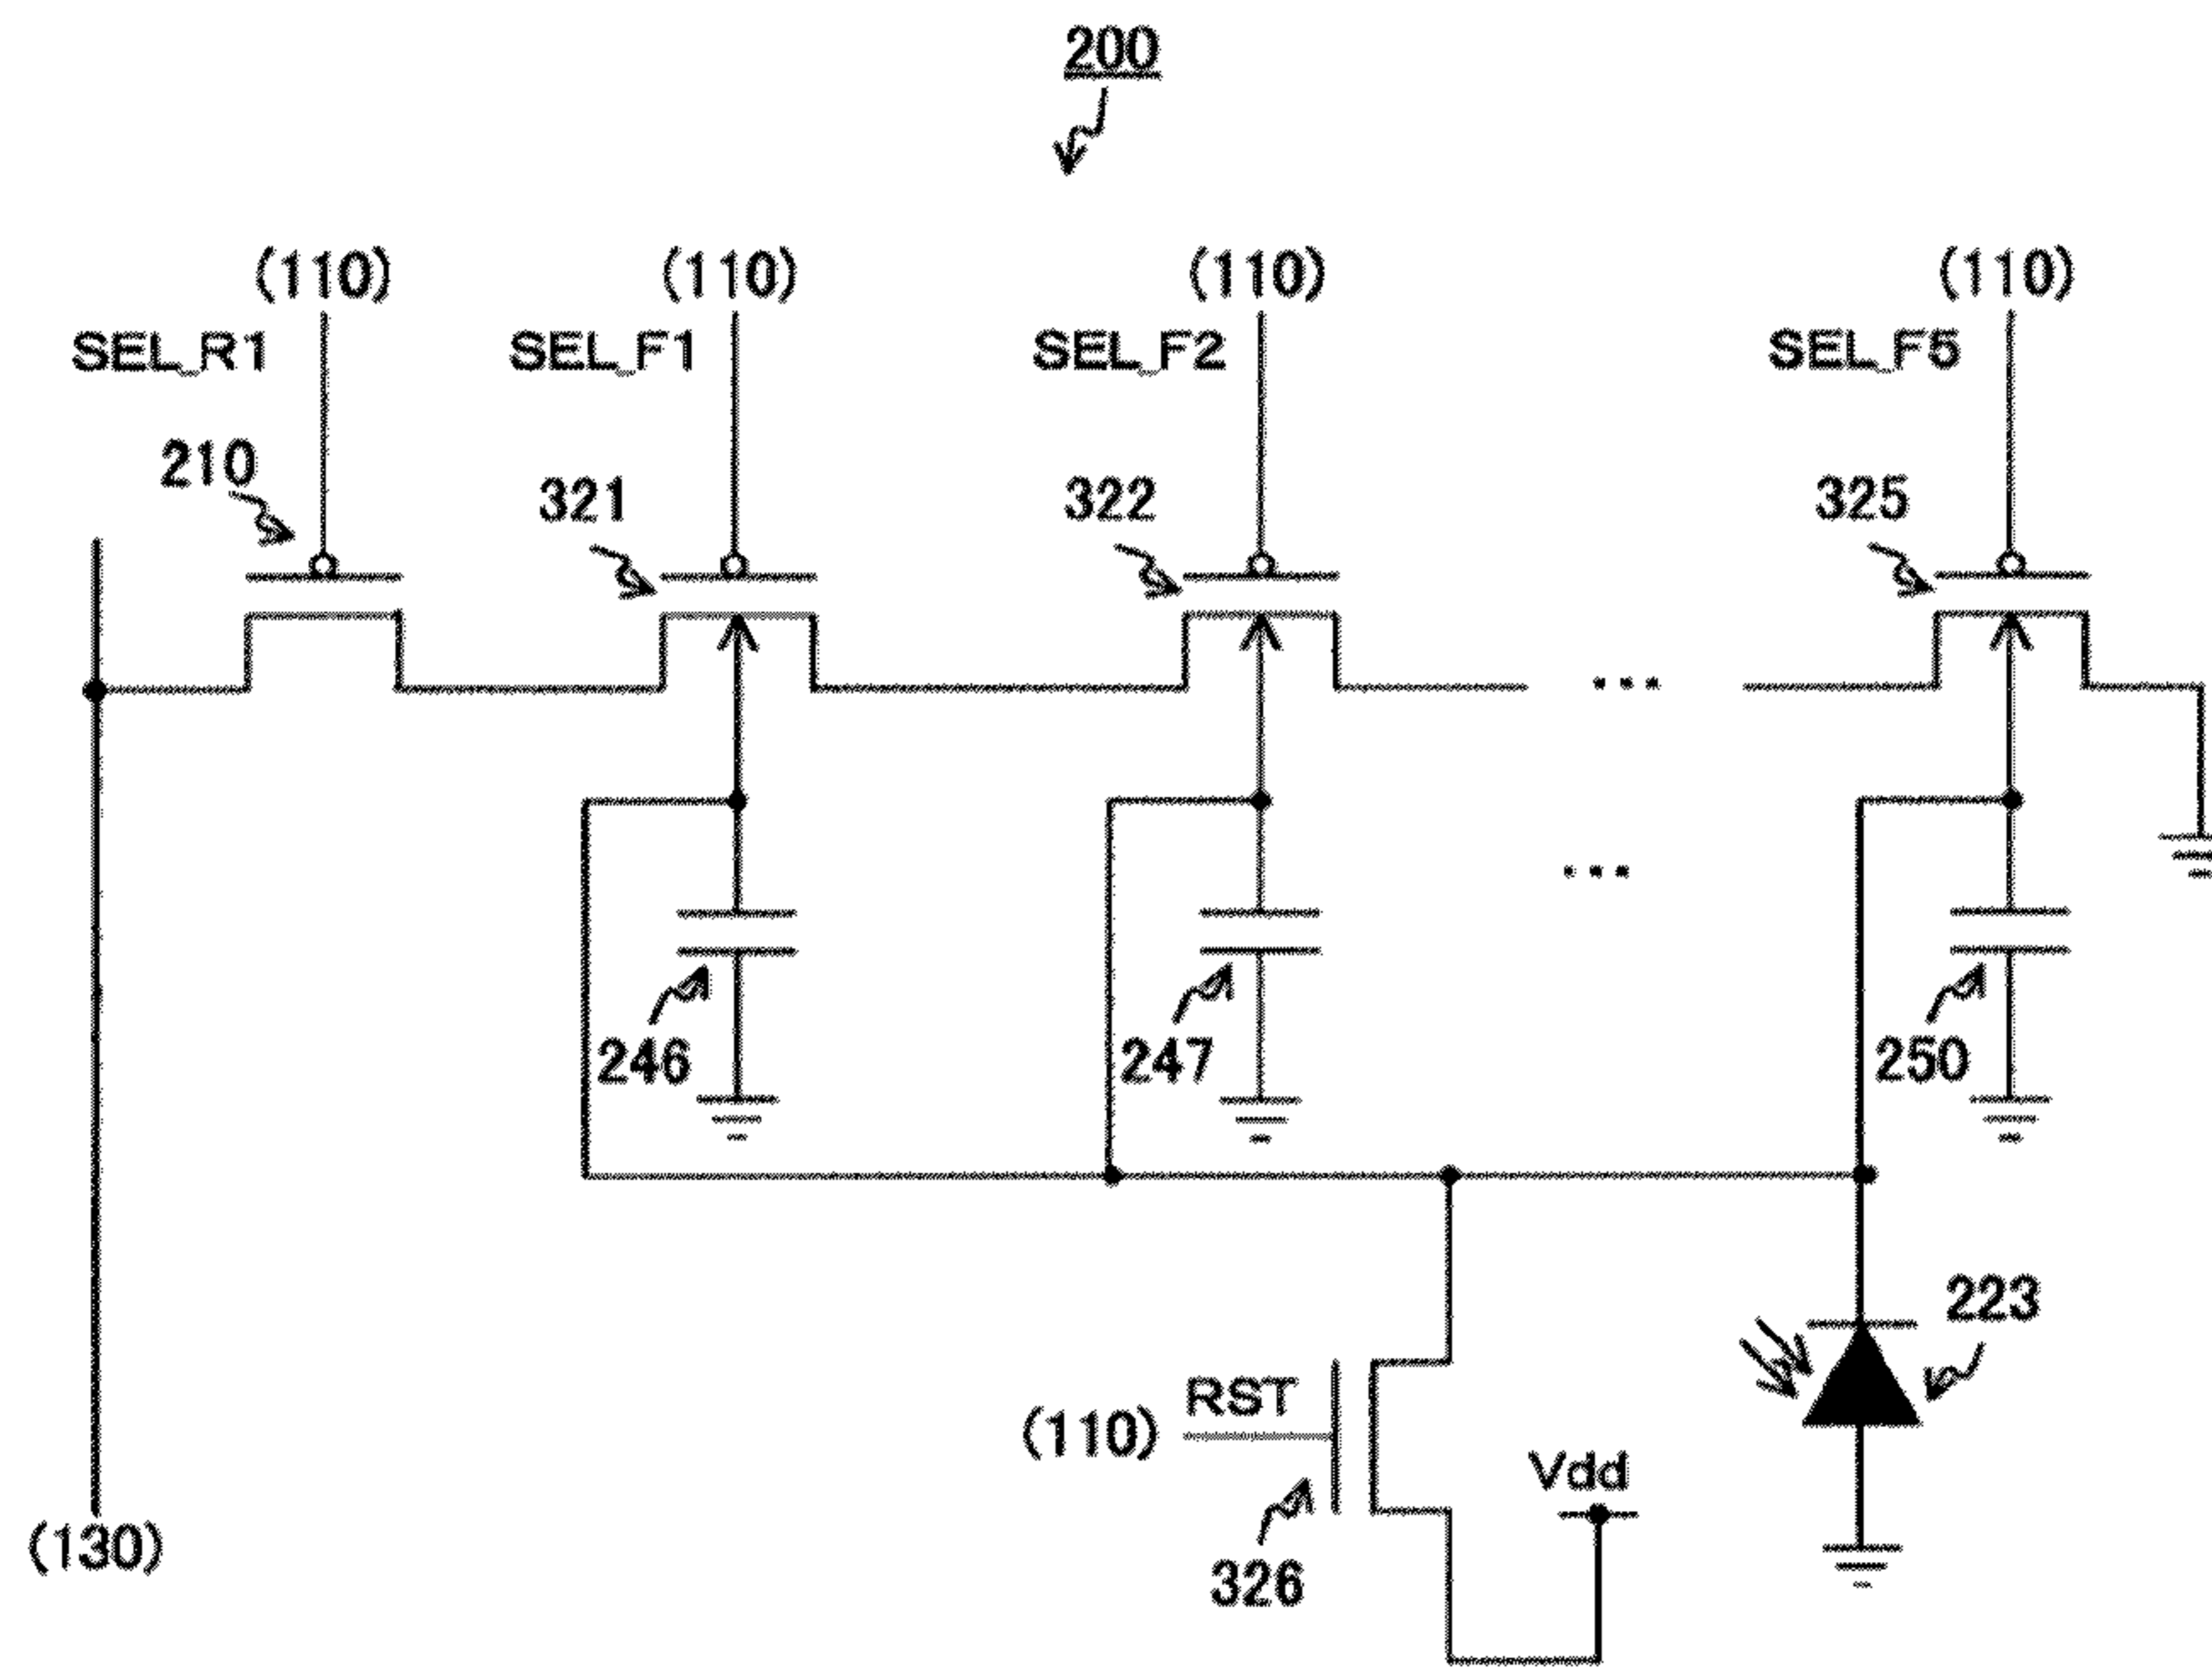 200
(110) (110) (110) (110)
SEL_R1 SEL_F1 SEL_F2 SEL_F5
210 321 322 325
... 
...
246 247 250
223
RST
(110)
Vdd
(130)
326